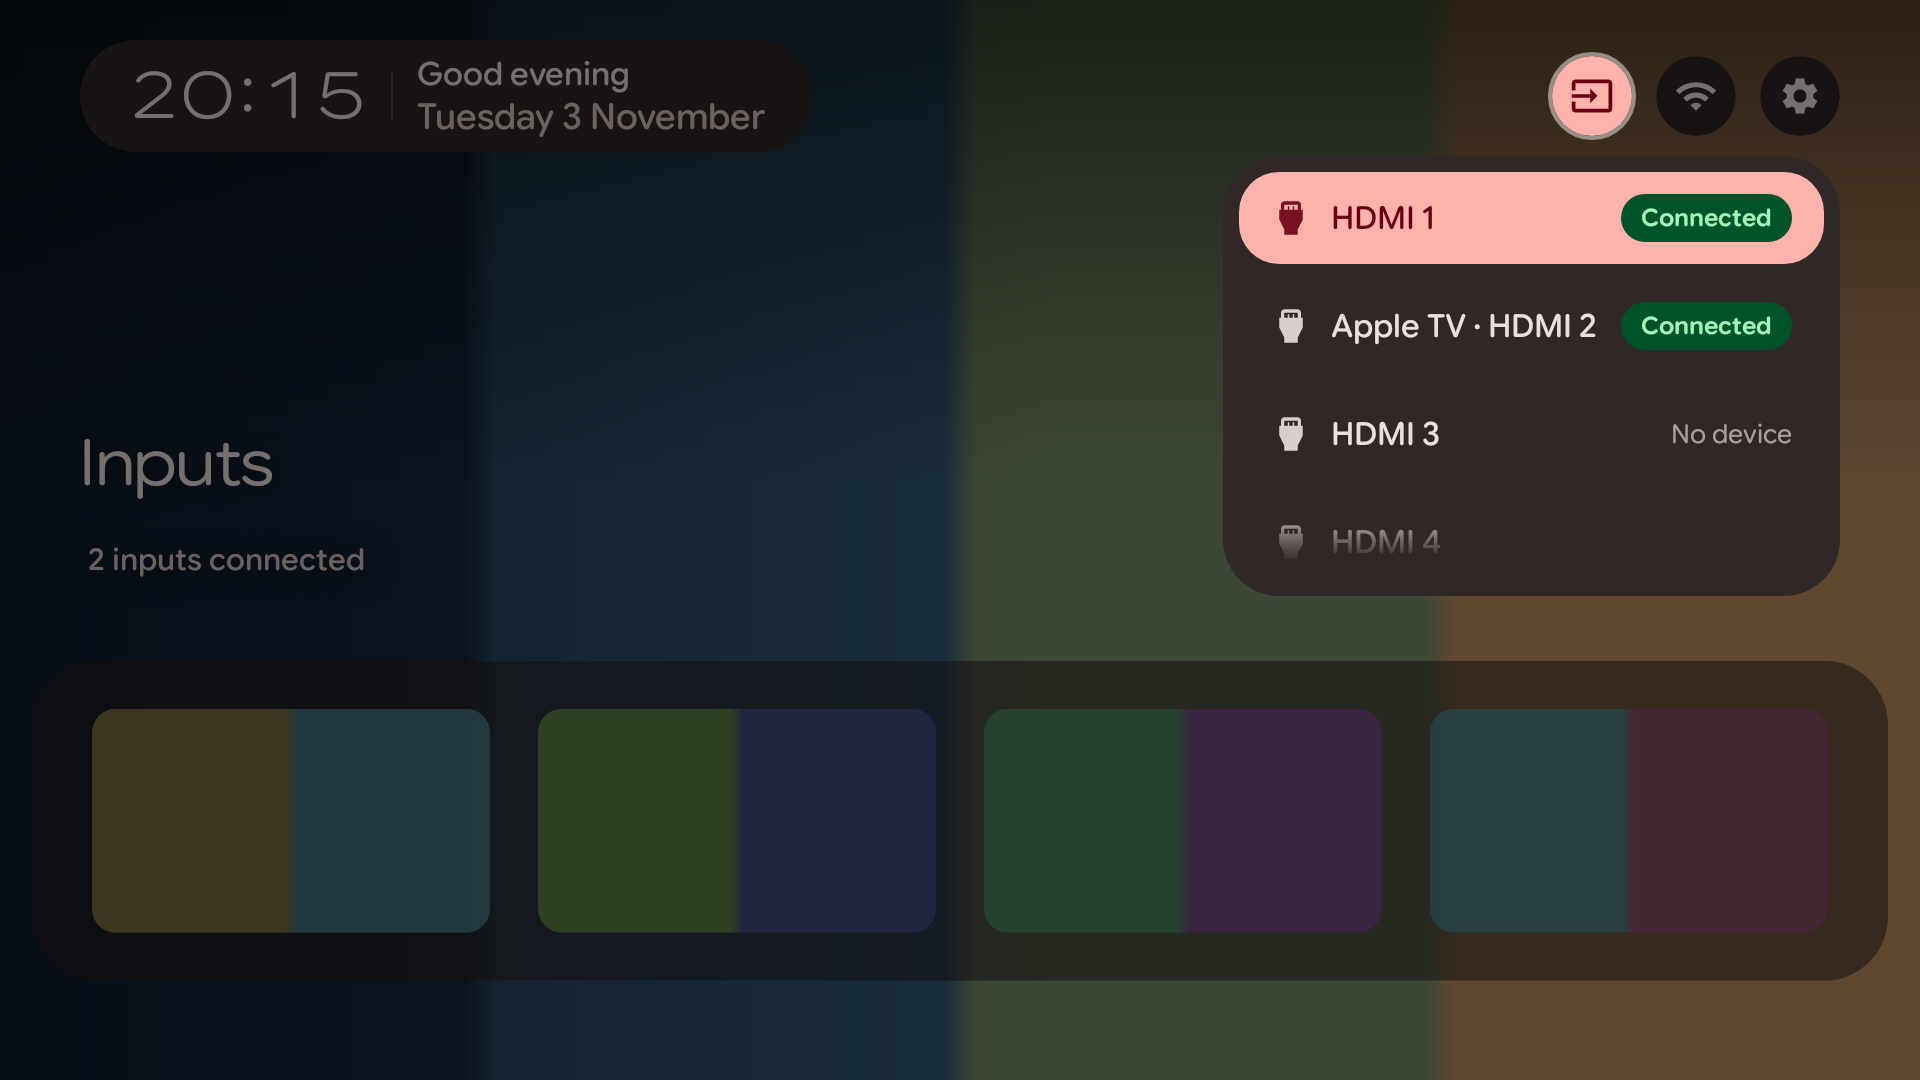 20:15
Good evening
Tuesday 3 November
HDMI 1
Connected
Apple TV · HDMI 2
Connected
HDMI 3
No device
HDMI 4
Inputs
2 inputs connected